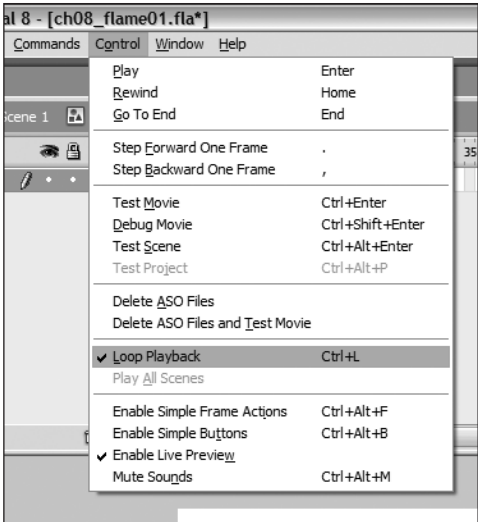 al 8 - [ch08_flame01.fla*]
Commands Control Window Help
Play Enter
Rewind Home
Go To End End
Scene 1
Step Forward One Frame .
35
Step Backward One Frame ,
Test Movie Ctrl+Enter
Debug Movie Ctrl+Shift+Enter
Test Scene Ctrl+Alt+Enter
Test Project Ctrl+Alt+P
Delete ASO Files
Delete ASO Files and Test Movie
Loop Playback Ctrl+L
Play All Scenes
Enable Simple Frame Actions Ctrl+Alt+F
Enable Simple Buttons Ctrl+Alt+B
Enable Live Preview
Mute Sounds Ctrl+Alt+M